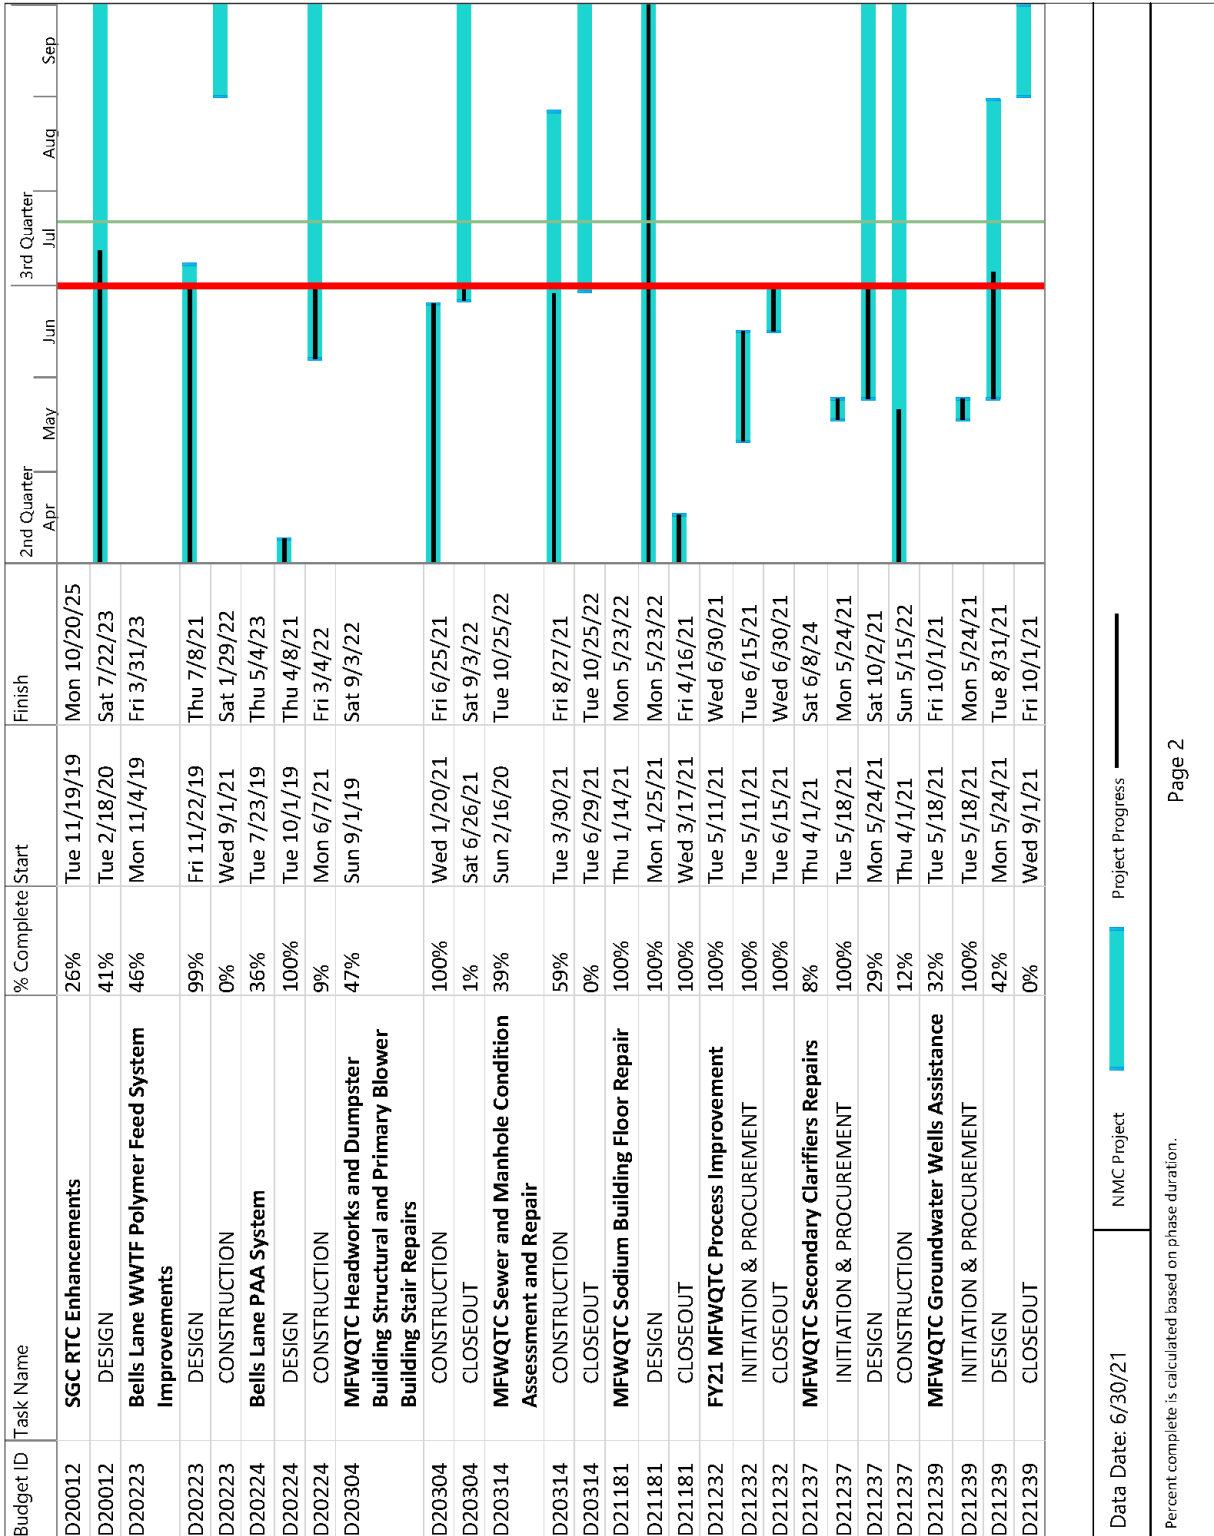 Budget ID Task Name % Complete Start Finish 2nd Quarter 3rd Quarter
Apr May Jun Jul Aug Sep
D20012 SGC RTC Enhancements 26% Tue 11/19/19 Mon 10/20/25
D20012 DESIGN 41% Tue 2/18/20 Sat 7/22/23
D20223 Bells Lane WWTF Polymer Feed System 46% Mon 11/4/19 Fri 3/31/23
Improvements
D20223 DESIGN 99% Fri 11/22/19 Thu 7/8/21
D20223 CONSTRUCTION 0% Wed 9/1/21 Sat 1/29/22
D20224 Bells Lane PAA System 36% Tue 7/23/19 Thu 5/4/23
D20224 DESIGN 100% Tue 10/1/19 Thu 4/8/21
D20224 CONSTRUCTION 9% Mon 6/7/21 Fri 3/4/22
D20304 MFWQTC Headworks and Dumpster 47% Sun 9/1/19 Sat 9/3/22
Building Structural and Primary Blower
Building Stair Repairs
D20304 CONSTRUCTION 100% Wed 1/20/21 Fri 6/25/21
D20304 CLOSEOUT 1% Sat 6/26/21 Sat 9/3/22
D20314 MFWQTC Sewer and Manhole Condition 39% Sun 2/16/20 Tue 10/25/22
Assessment and Repair
D20314 CONSTRUCTION 59% Tue 3/30/21 Fri 8/27/21
D20314 CLOSEOUT 0% Tue 6/29/21 Tue 10/25/22
D21181 MFWQTC Sodium Building Floor Repair 100% Thu 1/14/21 Mon 5/23/22
D21181 DESIGN 100% Mon 1/25/21 Mon 5/23/22
D21181 CLOSEOUT 100% Wed 3/17/21 Fri 4/16/21
D21232 FY21 MFWQTC Process Improvement 100% Tue 5/11/21 Wed 6/30/21
D21232 INITIATION & PROCUREMENT 100% Tue 5/11/21 Tue 6/15/21
D21232 CLOSEOUT 100% Tue 6/15/21 Wed 6/30/21
D21237 MFWQTC Secondary Clarifiers Repairs 8% Thu 4/1/21 Sat 6/8/24
D21237 INITIATION & PROCUREMENT 100% Tue 5/18/21 Mon 5/24/21
D21237 DESIGN 29% Mon 5/24/21 Sat 10/2/21
D21237 CONSTRUCTION 12% Thu 4/1/21 Sun 5/15/22
D21239 MFWQTC Groundwater Wells Assistance 32% Tue 5/18/21 Fri 10/1/21
D21239 INITIATION & PROCUREMENT 100% Tue 5/18/21 Mon 5/24/21
D21239 DESIGN 42% Mon 5/24/21 Tue 8/31/21
D21239 CLOSEOUT 0% Wed 9/1/21 Fri 10/1/21
Data Date: 6/30/21 NMC Project Project Progress
Percent complete is calculated based on phase duration.
Page 2